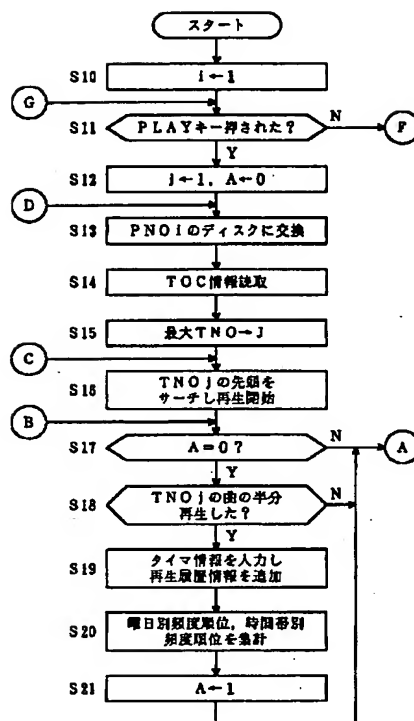 スタート
S10 i←1
G
S11 PLAYキー押された？ N F
Y
S12 j←1, A←0
D
S13 PNOiのディスクに交換
S14 TOC情報読取
S15 最大TNO→J
C
S16 TNOjの先頭を
サーチし再生開始
B
S17 A=0？ N A
Y
S18 TNOjの曲の半分 N
再生した？
Y
S19 タイマ情報を入力し
再生履歴情報を追加
S20 曜日別頻度順位，時間帯別
頻度順位を集計
S21 A←1